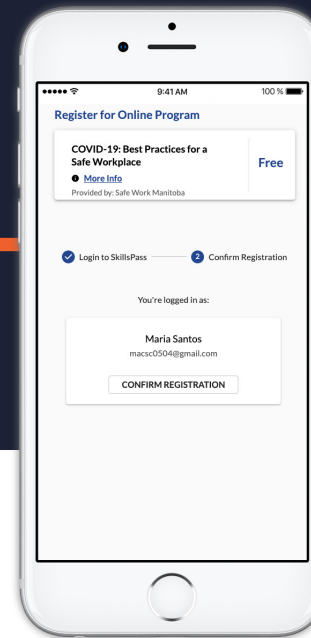 9:41 AM
100 %
Register for Online Program
COVID-19: Best Practices for a
Safe Workplace
Free
More Info
Provided by: Safe Work Manitoba
Login to SkillsPass
2 Confirm Registration
You're logged in as:
Maria Santos
macsc0504@gmail.com
CONFIRM REGISTRATION